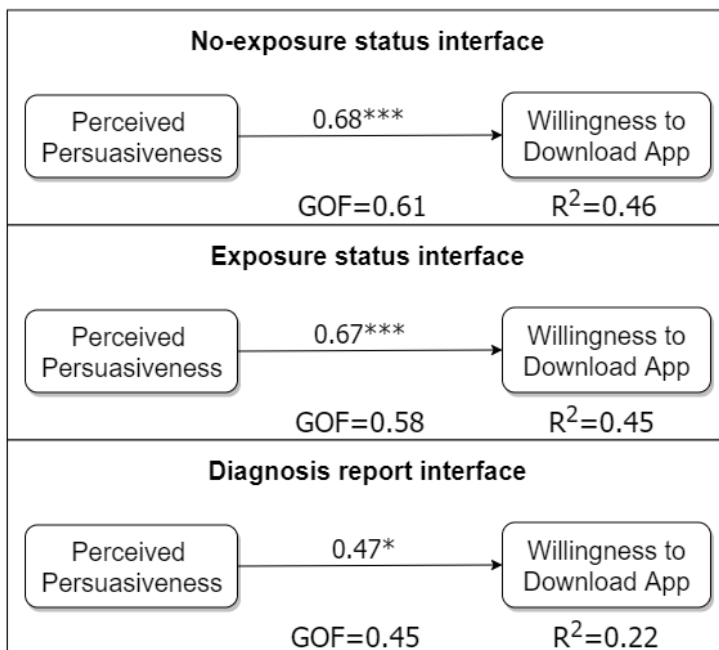 No-exposure status interface
Perceived
Persuasiveness
0.68***
Willingness to
Download App
GOF=0.61
R²=0.46
Exposure status interface
Perceived
Persuasiveness
0.67***
Willingness to
Download App
GOF=0.58
R²=0.45
Diagnosis report interface
Perceived
Persuasiveness
0.47*
Willingness to
Download App
GOF=0.45
R²=0.22